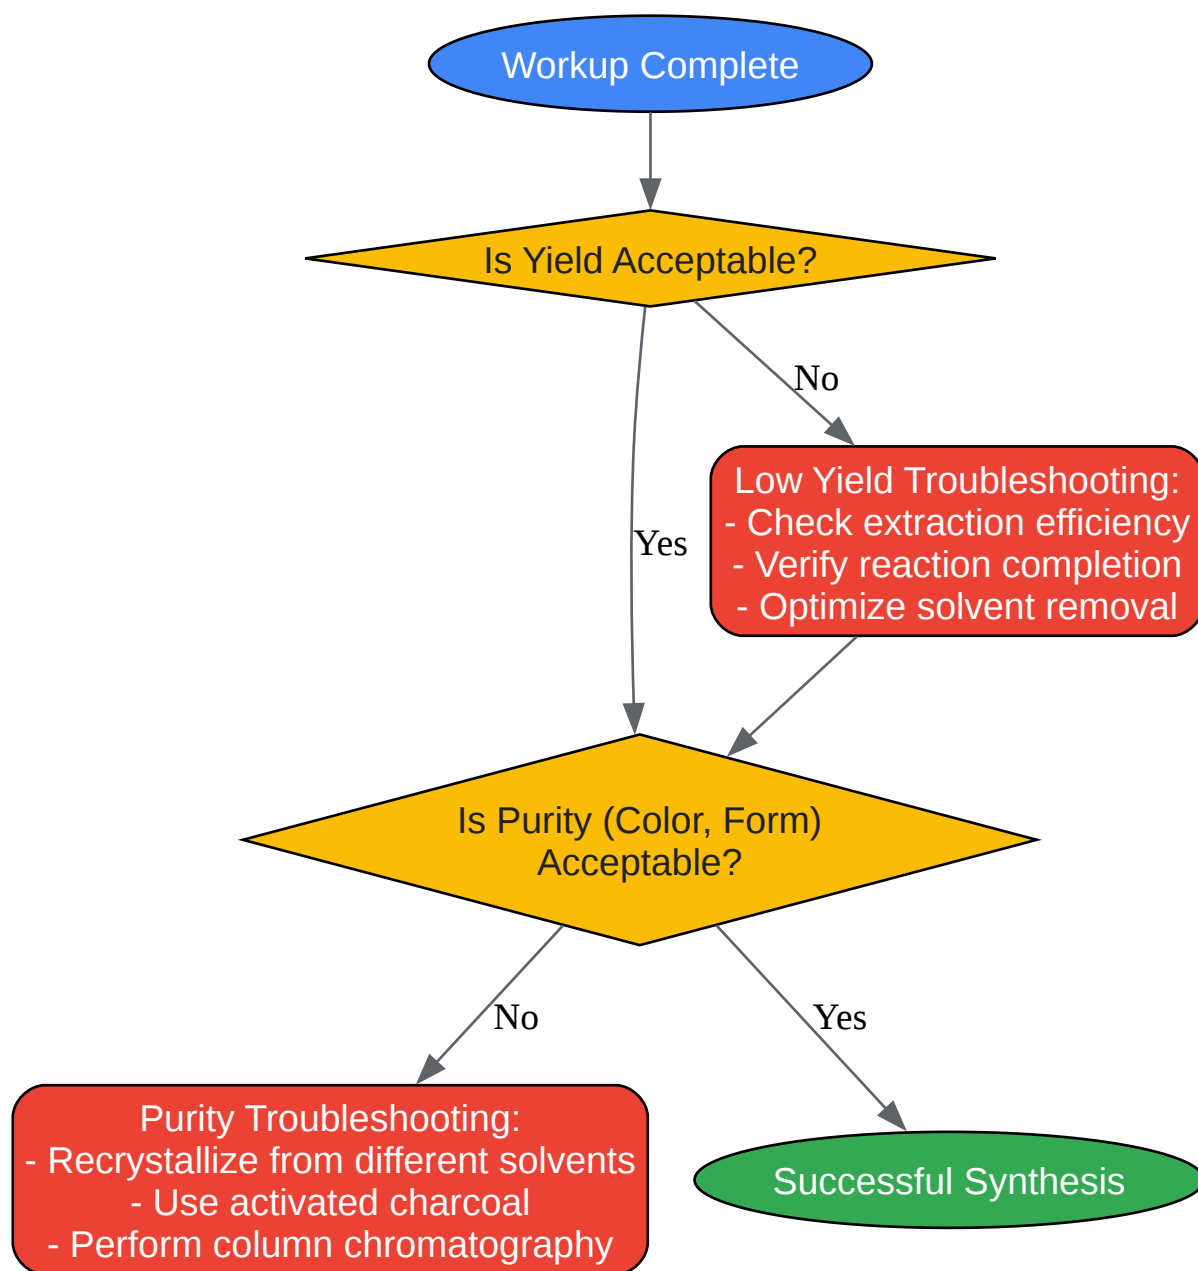 Workup Complete
Is Yield Acceptable?
No
Low Yield Troubleshooting:
- Check extraction efficiency
- Verify reaction completion
- Optimize solvent removal
Yes
Is Purity (Color, Form)
Acceptable?
No
Yes
Purity Troubleshooting:
- Recrystallize from different solvents
- Use activated charcoal
- Perform column chromatography
Successful Synthesis